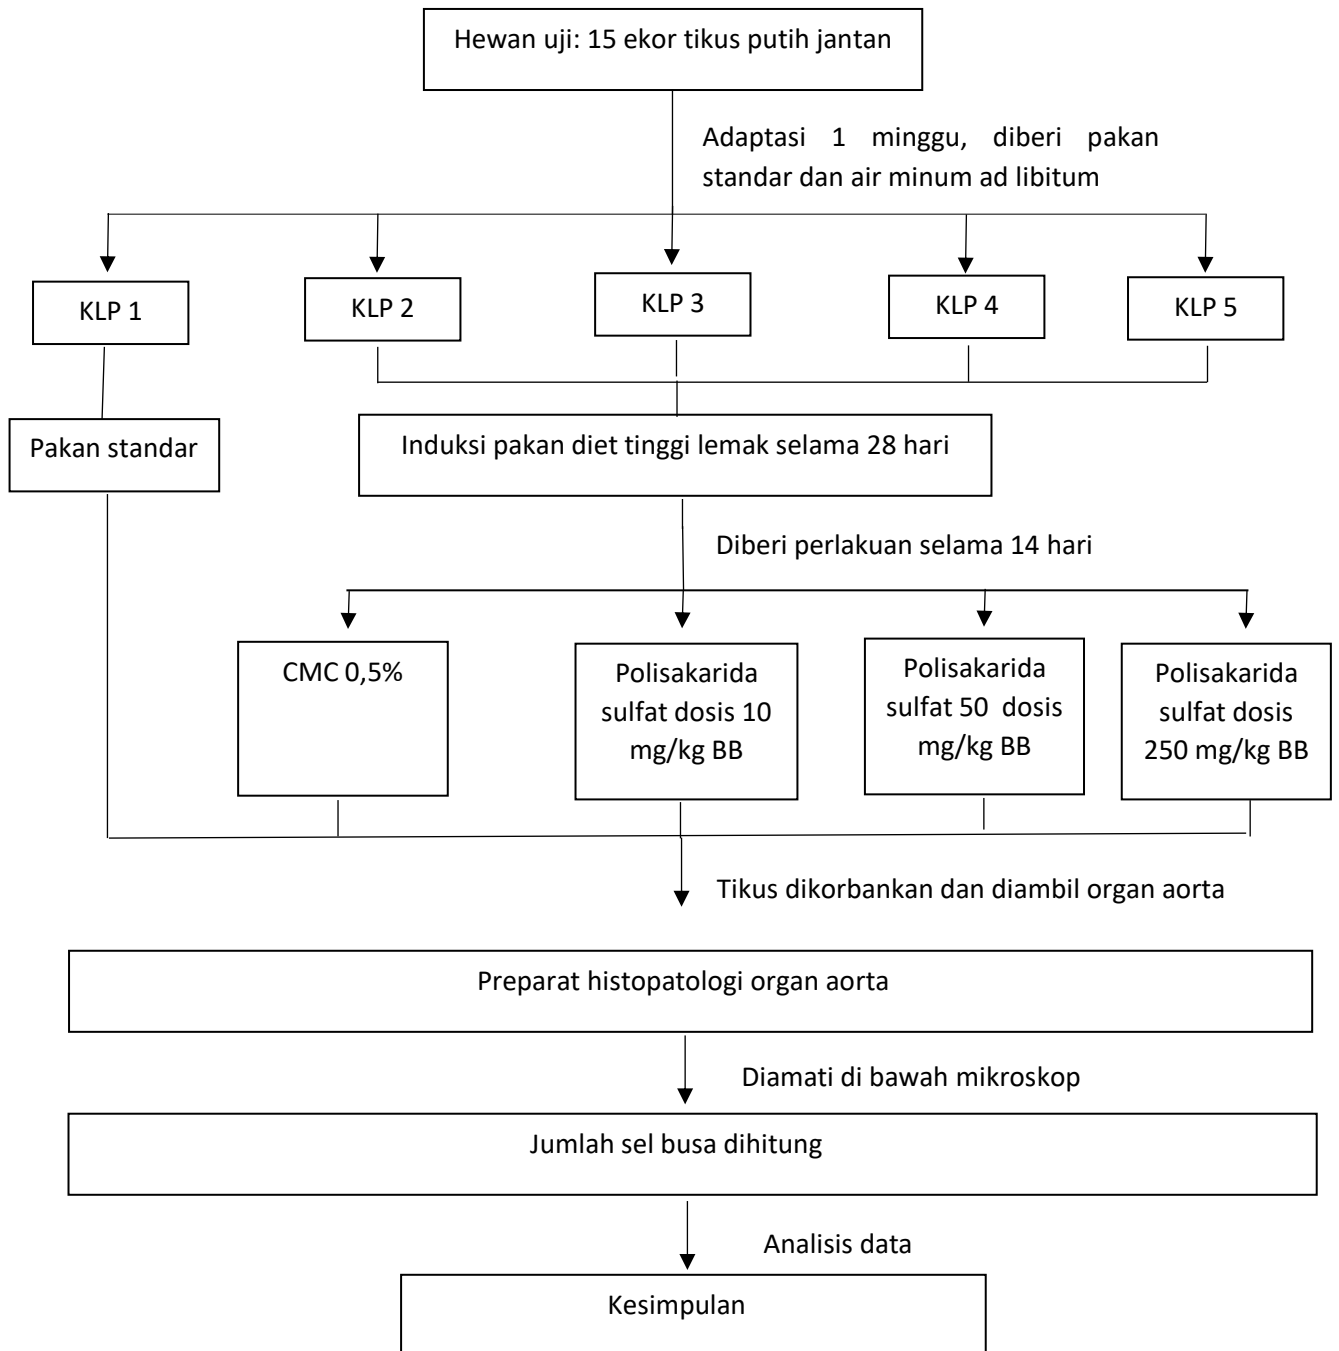 Hewan uji: 15 ekor tikus putih jantan
Adaptasi 1 minggu, diberi pakan
standar dan air minum ad libitum
KLP 1
KLP 2
KLP 3
KLP 4
KLP 5
Pakan standar
Induksi pakan diet tinggi lemak selama 28 hari
Diberi perlakuan selama 14 hari
CMC 0,5%
Polisakarida
sulfat dosis 10
mg/kg BB
Polisakarida
sulfat 50 dosis
mg/kg BB
Polisakarida
sulfat dosis
250 mg/kg BB
Tikus dikorbankan dan diambil organ aorta
Preparat histopatologi organ aorta
Diamati di bawah mikroskop
Jumlah sel busa dihitung
Analisis data
Kesimpulan